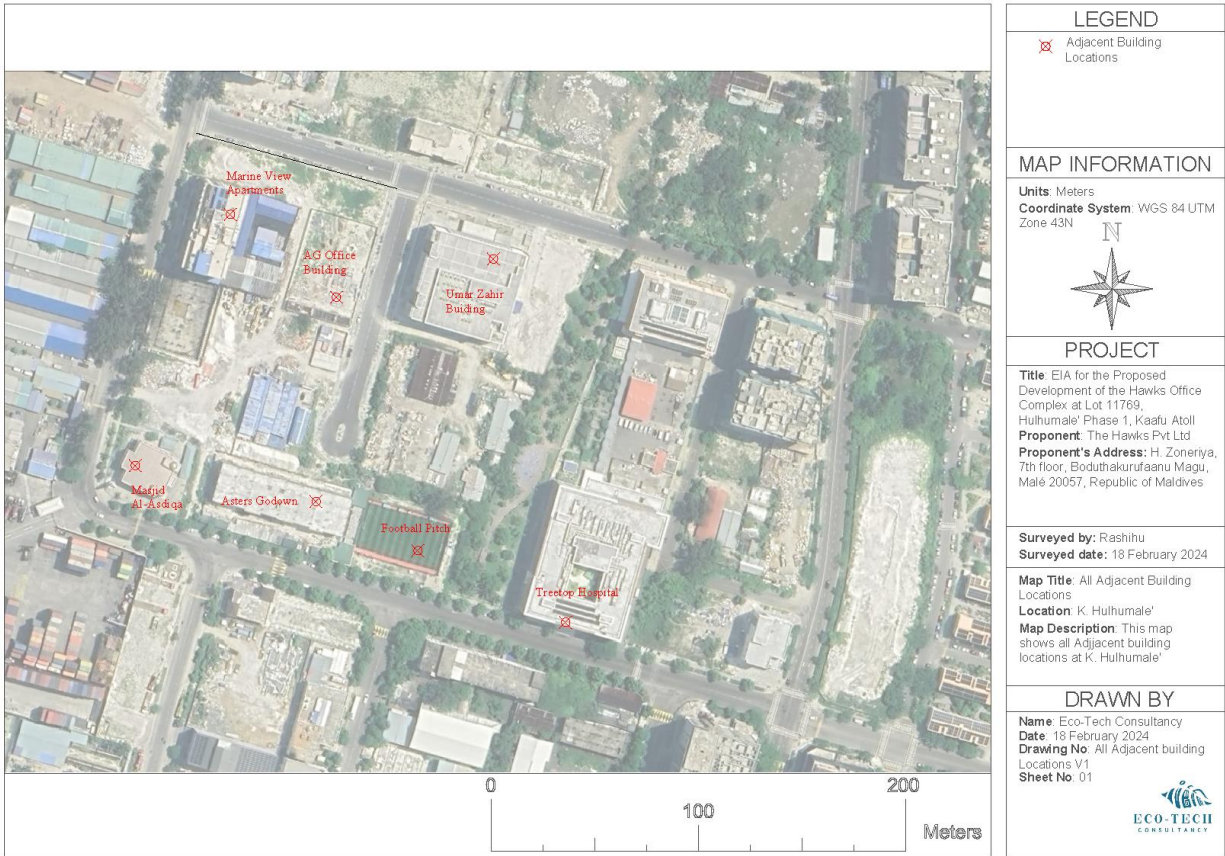 Marine View
Apartments
AG Office
Building
Umar Zahir
Buiding
Masjid
Al-Asdiqa
Asters Godown
Football Pitch
Treetop Hospital
0
100
200
Meters
LEGEND
Adjacent Building
Locations
MAP INFORMATION
Units: Meters
Coordinate System: WGS 84 UTM
Zone 43N
N
PROJECT
Title: EIA for the Proposed
Development of the Hawks Office
Complex at Lot 11769,
Hulhumale' Phase 1, Kaafu Atoll
Proponent: The Hawks Pvt Ltd
Proponent's Address: H. Zoneriya,
7th floor, Boduthakurufaanu Magu,
Malé 20057, Republic of Maldives
Surveyed by: Rashihu
Surveyed date: 18 February 2024
Map Title: All Adjacent Building
Locations
Location: K. Hulhumale'
Map Description: This map
shows all Adjjacent building
locations at K. Hulhumale'
DRAWN BY
Name: Eco-Tech Consultancy
Date: 18 February 2024
Drawing No: All Adjacent building
Locations V1
Sheet No: 01
ECO-TECH
CONSULTANCY